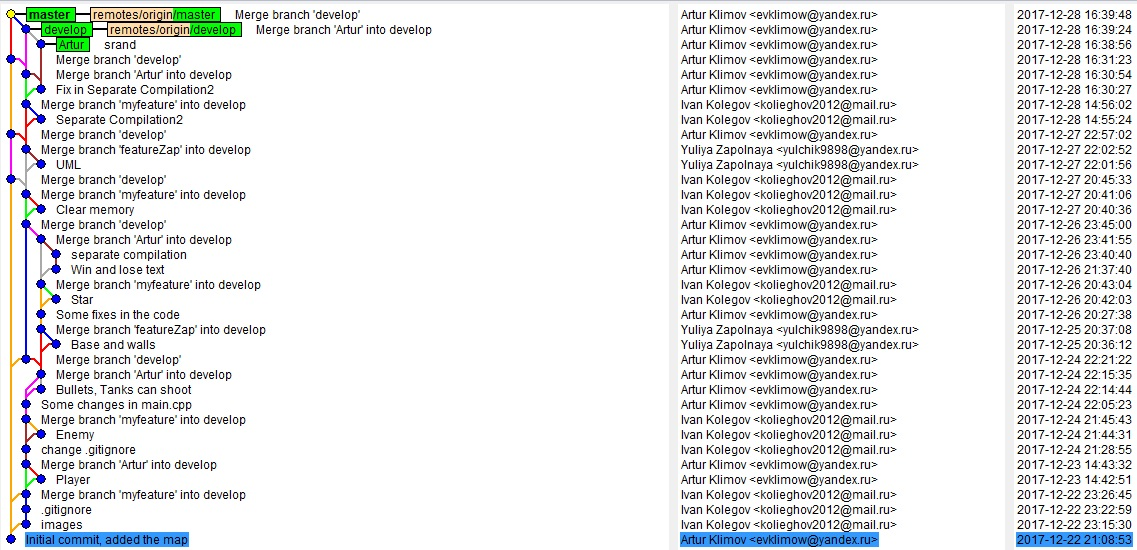 master remotes/origin/master Merge branch 'develop' Artur Klimov <evklimow@yandex.ru> 2017-12-28 16:39:48
develop remotes/origin/develop Merge branch 'Artur' into develop Artur Klimov <evklimow@yandex.ru> 2017-12-28 16:39:24
Artur srand Artur Klimov <evklimow@yandex.ru> 2017-12-28 16:38:56
Merge branch 'develop' Artur Klimov <evklimow@yandex.ru> 2017-12-28 16:31:23
Merge branch 'Artur' into develop Artur Klimov <evklimow@yandex.ru> 2017-12-28 16:30:54
Fix in Separate Compilation2 Artur Klimov <evklimow@yandex.ru> 2017-12-28 16:30:27
Merge branch 'myfeature' into develop Ivan Kolegov <kolieghov2012@mail.ru> 2017-12-28 14:56:02
Separate Compilation2 Ivan Kolegov <kolieghov2012@mail.ru> 2017-12-28 14:55:24
Merge branch 'develop' Artur Klimov <evklimow@yandex.ru> 2017-12-27 22:57:02
Merge branch 'featureZap' into develop Yuliya Zapolnaya <yulchik9898@yandex.ru> 2017-12-27 22:02:52
UML Yuliya Zapolnaya <yulchik9898@yandex.ru> 2017-12-27 22:01:56
Merge branch 'develop' Ivan Kolegov <kolieghov2012@mail.ru> 2017-12-27 20:45:33
Merge branch 'myfeature' into develop Ivan Kolegov <kolieghov2012@mail.ru> 2017-12-27 20:41:06
Clear memory Ivan Kolegov <kolieghov2012@mail.ru> 2017-12-27 20:40:36
Merge branch 'develop' Artur Klimov <evklimow@yandex.ru> 2017-12-26 23:45:00
Merge branch 'Artur' into develop Artur Klimov <evklimow@yandex.ru> 2017-12-26 23:41:55
separate compilation Artur Klimov <evklimow@yandex.ru> 2017-12-26 23:40:40
Win and lose text Artur Klimov <evklimow@yandex.ru> 2017-12-26 21:37:40
Merge branch 'myfeature' into develop Ivan Kolegov <kolieghov2012@mail.ru> 2017-12-26 20:43:04
Star Ivan Kolegov <kolieghov2012@mail.ru> 2017-12-26 20:42:03
Some fixes in the code Artur Klimov <evklimow@yandex.ru> 2017-12-26 20:27:38
Merge branch 'featureZap' into develop Yuliya Zapolnaya <yulchik9898@yandex.ru> 2017-12-25 20:37:08
Base and walls Yuliya Zapolnaya <yulchik9898@yandex.ru> 2017-12-25 20:36:12
Merge branch 'develop' Artur Klimov <evklimow@yandex.ru> 2017-12-24 22:21:22
Merge branch 'Artur' into develop Artur Klimov <evklimow@yandex.ru> 2017-12-24 22:15:35
Bullets, Tanks can shoot Artur Klimov <evklimow@yandex.ru> 2017-12-24 22:14:44
Some changes in main.cpp Artur Klimov <evklimow@yandex.ru> 2017-12-24 22:05:23
Merge branch 'myfeature' into develop Ivan Kolegov <kolieghov2012@mail.ru> 2017-12-24 21:45:43
Enemy Ivan Kolegov <kolieghov2012@mail.ru> 2017-12-24 21:44:31
change .gitignore Ivan Kolegov <kolieghov2012@mail.ru> 2017-12-24 21:28:55
Merge branch 'Artur' into develop Artur Klimov <evklimow@yandex.ru> 2017-12-23 14:43:32
Player Artur Klimov <evklimow@yandex.ru> 2017-12-23 14:42:51
Merge branch 'myfeature' into develop Ivan Kolegov <kolieghov2012@mail.ru> 2017-12-22 23:26:45
.gitignore Ivan Kolegov <kolieghov2012@mail.ru> 2017-12-22 23:22:59
images Ivan Kolegov <kolieghov2012@mail.ru> 2017-12-22 23:15:30
Initial commit, added the map Artur Klimov <evklimow@yandex.ru> 2017-12-22 21:08:53